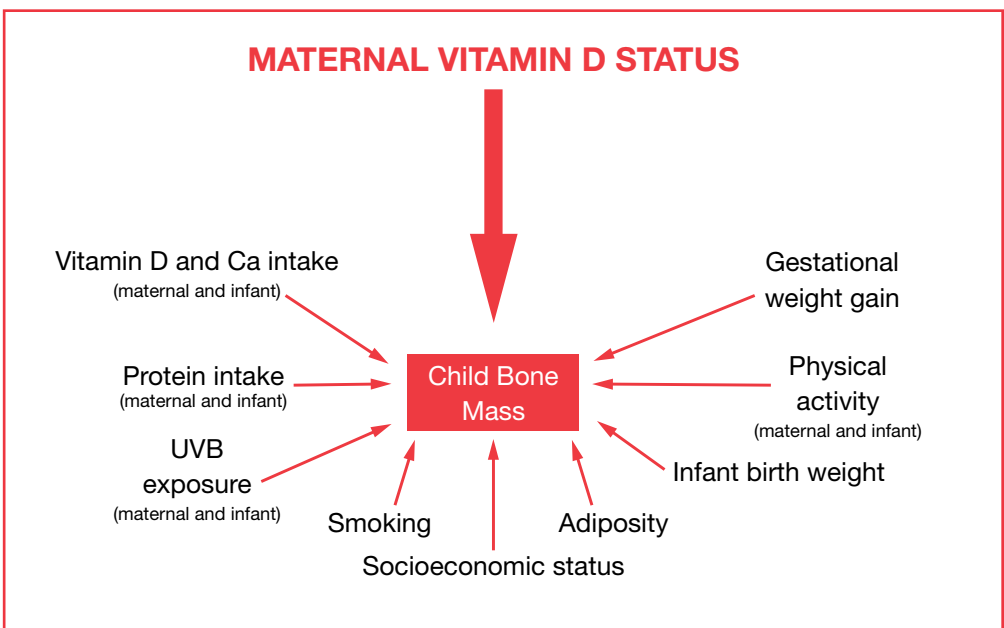 MATERNAL VITAMIN D STATUS
Vitamin D and Ca intake
(maternal and infant)
Gestational
weight gain
Protein intake
(maternal and infant)
Child Bone
Mass
Physical
activity
(maternal and infant)
UVB
exposure
(maternal and infant)
Infant birth weight
Smoking
Adiposity
Socioeconomic status